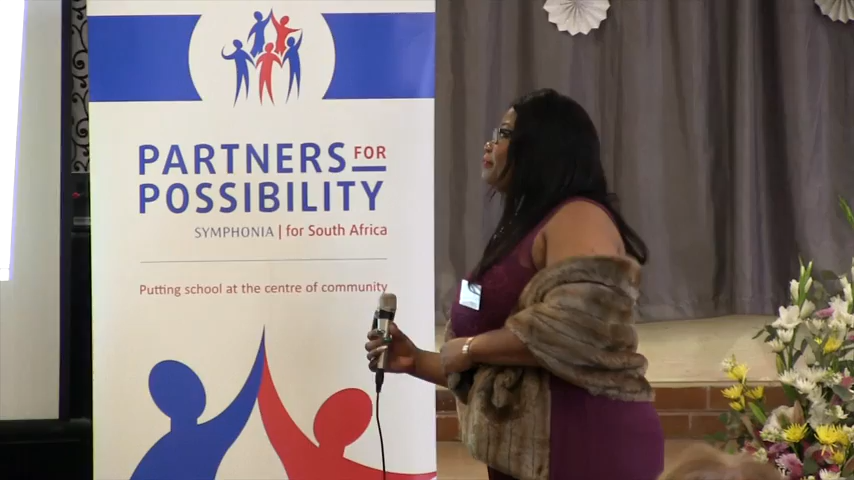 PARTNERS FOR
POSSIBILITY
SYMPHONIA | for South Africa
Putting school at the centre of community